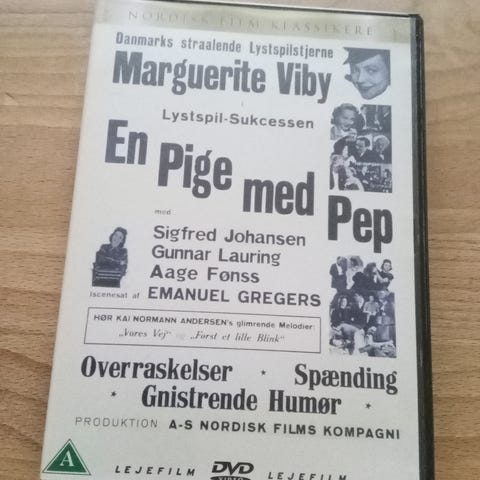 NORDISK FILM KLASSIKERE
Danmarks straalende Lystspilstjerne
Marguerite Viby
i
Lystspil-Sukcessen
En Pige med Pep
med
Sigfred Johansen
Gunnar Lauring
Aage Fønss
iscenesat af EMANUEL GREGERS
HØR KAI NORMANN ANDERSEN's glimrende Melodier:
„Vores Vej" og „Først et lille Blink"
Overraskelser * Spænding
* Gnistrende Humør *
PRODUKTION A-S NORDISK FILMS KOMPAGNI
A
LEJEFILM DVD VIDEO LEJEFILM